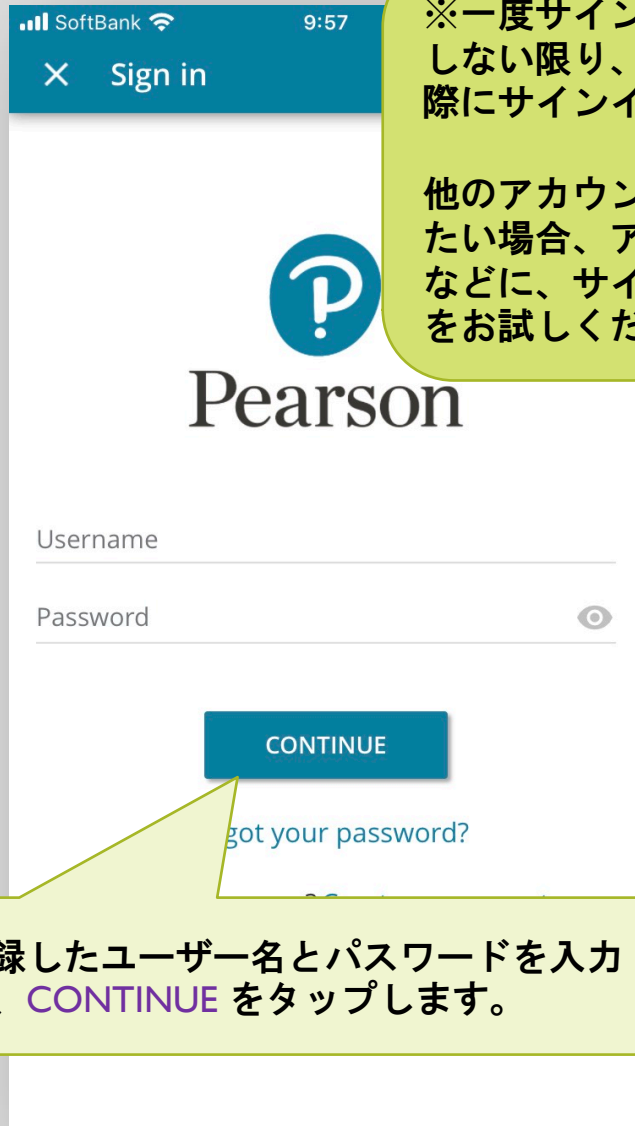 SoftBank 9:57
Sign in
※一度サイン
しない限り、
際にサインイ
他のアカウン
たい場合、ア
などに、サイ
をお試しくだ
Pearson
Username
Password
CONTINUE
got your password?
録したユーザー名とパスワードを入力
、CONTINUE をタップします。